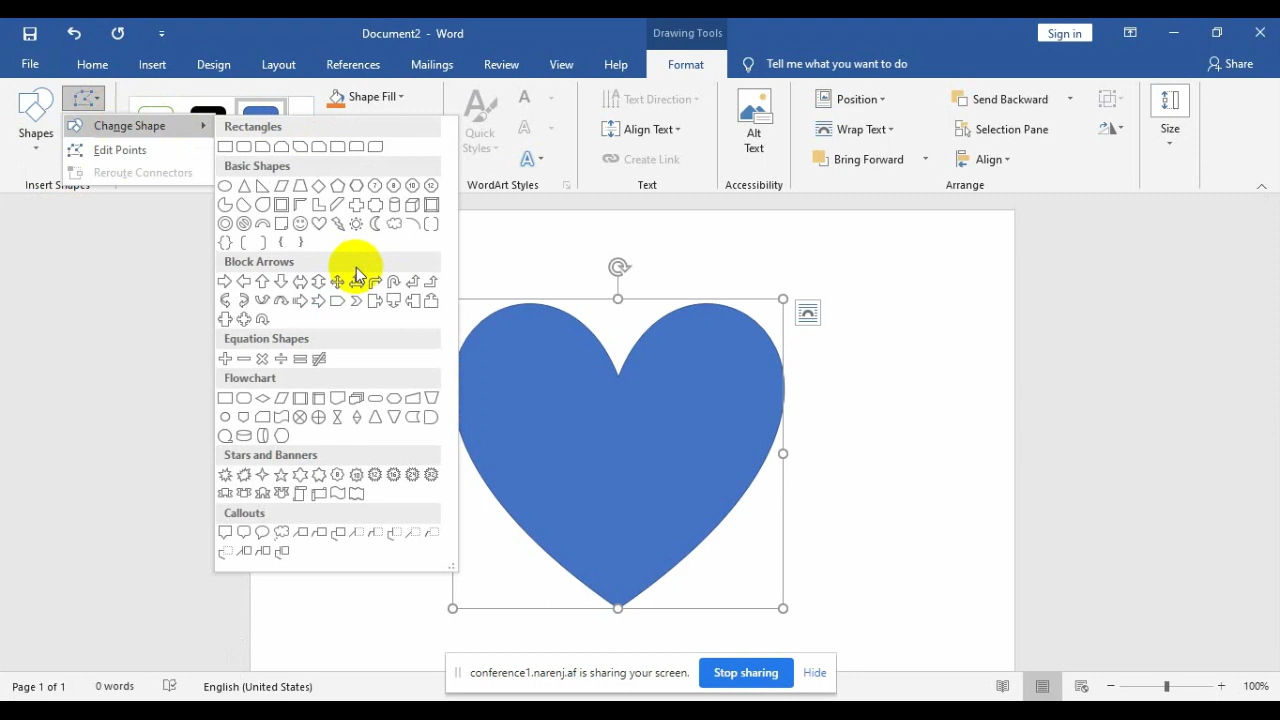 Document2 - Word
Drawing Tools
Sign in
File
Home
Insert
Design
Layout
References
Mailings
Review
View
Help
Format
Tell me what you want to do
Share
Shapes
Change Shape
Edit Points
Reroute Connectors
Insert Shapes
Shape Fill
Quick
Styles
WordArt Styles
Text Direction
Align Text
Create Link
Text
Alt
Text
Accessibility
Position
Wrap Text
Bring Forward
Send Backward
Selection Pane
Align
Arrange
Size
Rectangles
Basic Shapes
Block Arrows
Equation Shapes
Flowchart
Stars and Banners
Callouts
conference1.narenj.af is sharing your screen.
Stop sharing
Hide
Page 1 of 1
0 words
English (United States)
100%